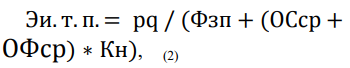 Эи. т. п. = pq / (Фзп + (ОСср +
ОФср) ∗ Кн), (2)